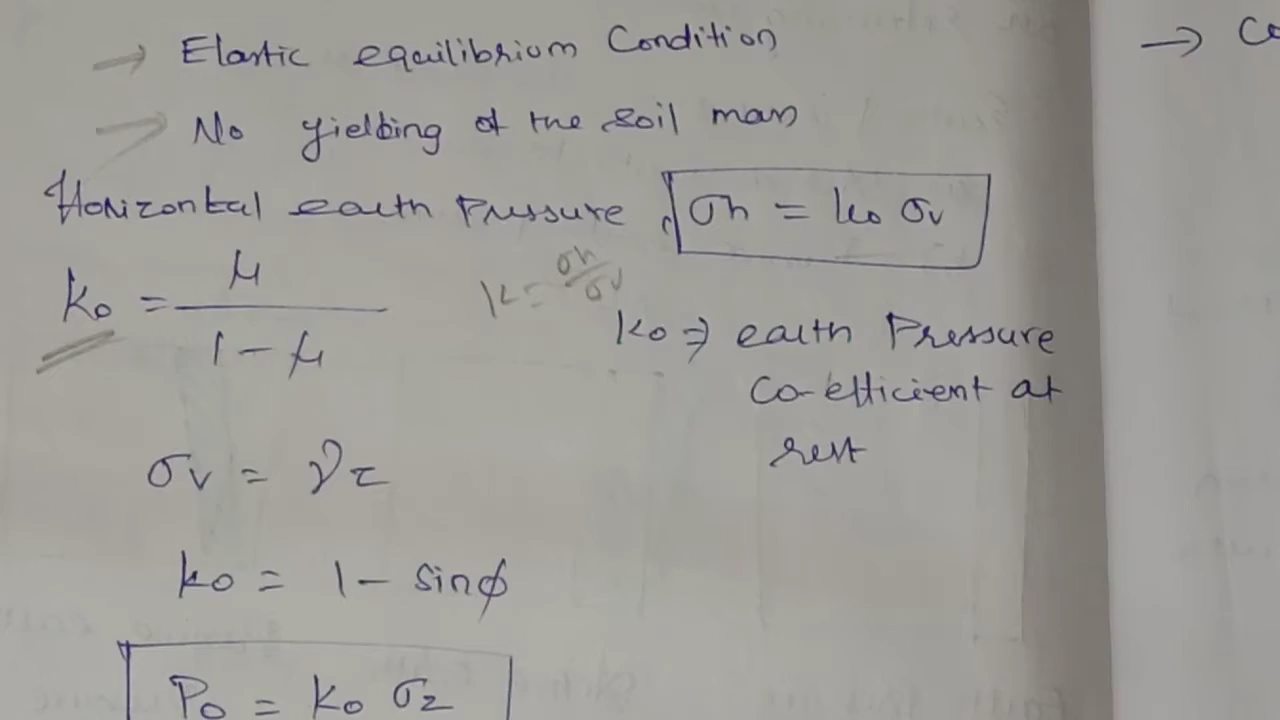 → Elastic equilibrium Condition
→ No yielding of the soil mass
Horizontal earth Pressure, σh = ko σv
ko = μ / 1 - μ
k = σh / σv
ko ⇒ earth Pressure
co-efficient at
rest
σv = γz
ko = 1 - sinφ
Po = ko σz
→ Co